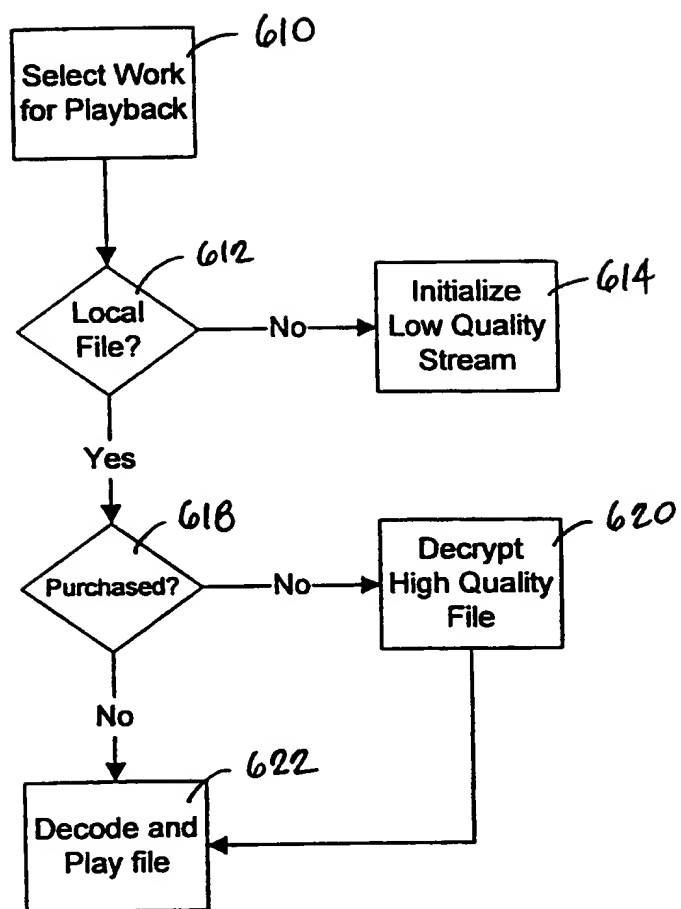 610
Select Work
for Playback
612
Local
File?
No
614
Initialize
Low Quality
Stream
Yes
618
Purchased?
No
620
Decrypt
High Quality
File
No
622
Decode and
Play file